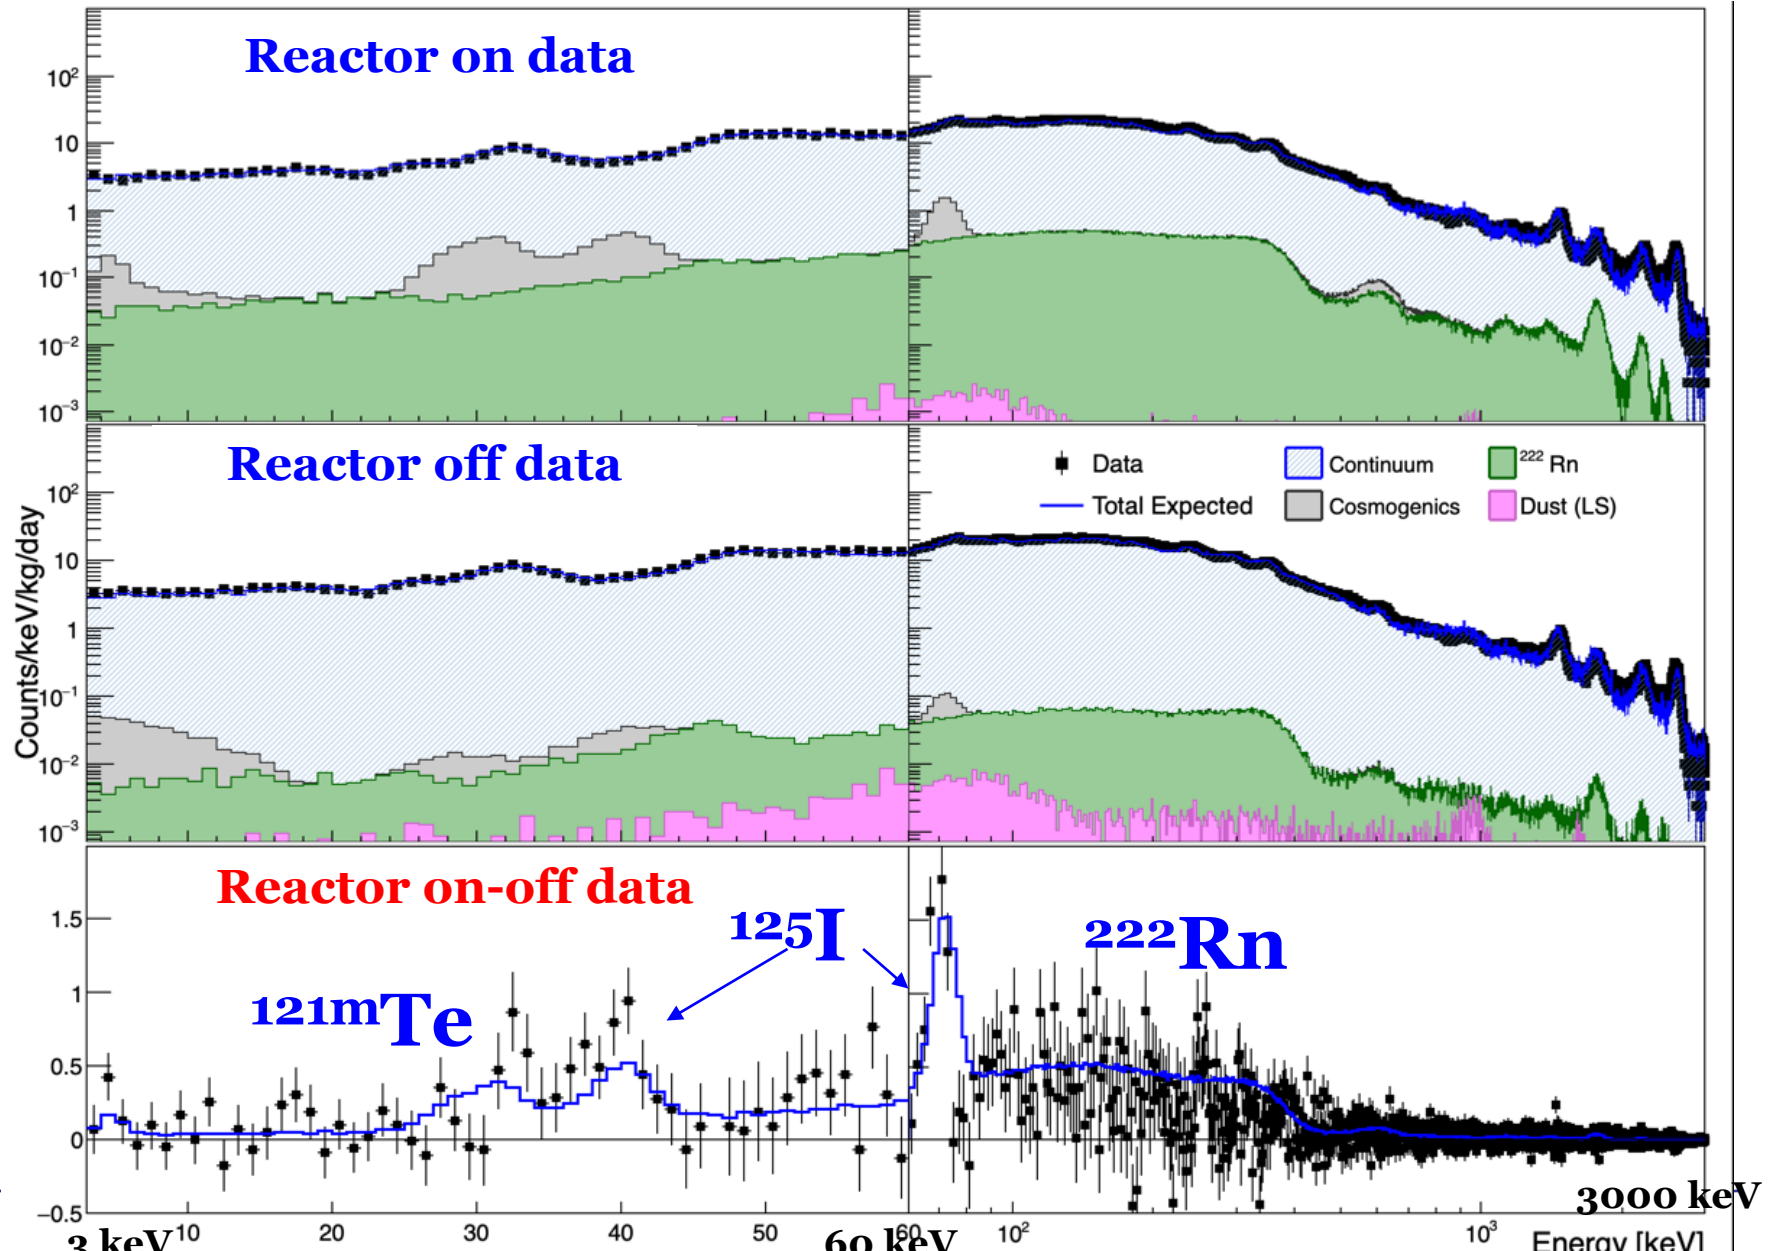 Reactor on data
10²
10
1
10⁻¹
10⁻²
10⁻³
Reactor off data
Data
Total Expected
Continuum
Cosmogenics
²²² Rn
Dust (LS)
10²
10
1
10⁻¹
10⁻²
10⁻³
Counts/keV/kg/day
Reactor on-off data
¹²¹ᵐTe
¹²⁵I
²²²Rn
1.5
1
0.5
0
−0.5
10 20 30 40 50 60 10² 10³
3 keV
60 keV
3000 keV
Energy [keV]